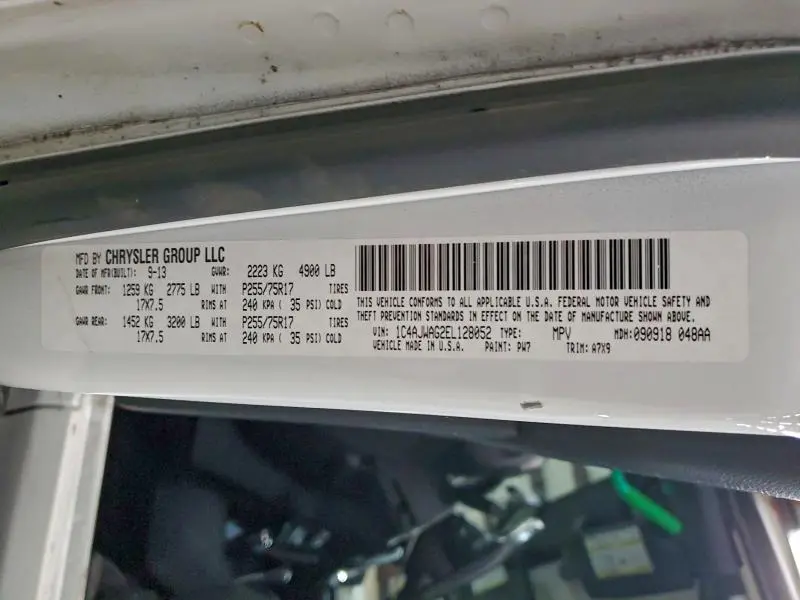 MFD BY CHRYSLER GROUP LLC
DATE OF MFR(BUILT): 9-13 GVWR: 2223 KG 4900 LB
GAWR FRONT: 1259 KG 2775 LB WITH P255/75R17 TIRES
17X7.5 RIMS AT 240 KPA ( 35 PSI) COLD
GAWR REAR: 1452 KG 3200 LB WITH P255/75R17 TIRES
17X7.5 RIMS AT 240 KPA ( 35 PSI) COLD
THIS VEHICLE CONFORMS TO ALL APPLICABLE U.S.A. FEDERAL MOTOR VEHICLE SAFETY AND
THEFT PREVENTION STANDARDS IN EFFECT ON THE DATE OF MANUFACTURE SHOWN ABOVE.
VIN: 1C4AJWAG2EL128052 TYPE: MPV MDH:090918 048AA
VEHICLE MADE IN U.S.A. PAINT: PW7 TRIM: A7X9